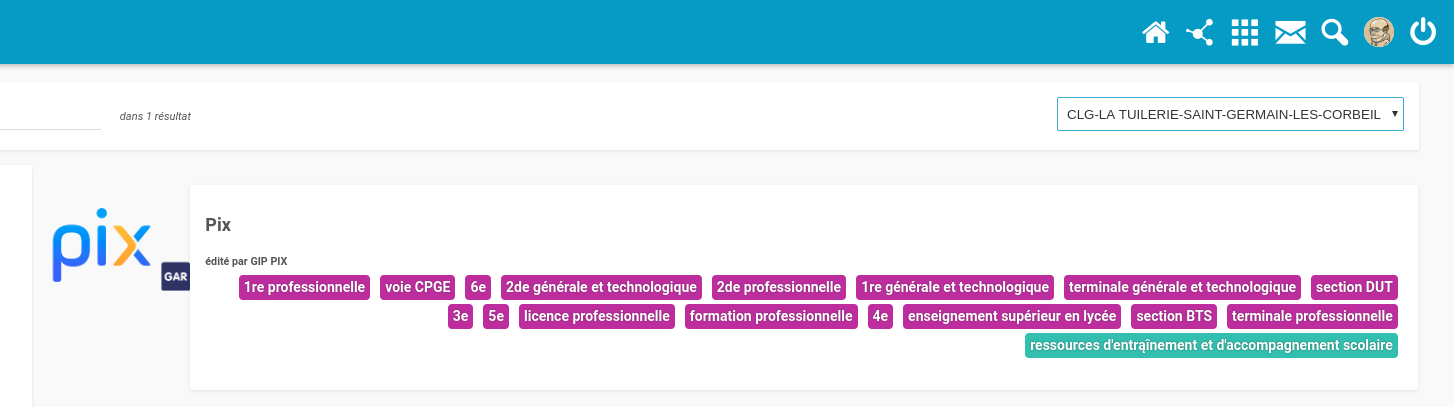 dans 1 résultat
CLG-LA TUILERIE-SAINT-GERMAIN-LES-CORBEIL
pix
GAR
Pix
édité par GIP PIX
1re professionnelle voie CPGE 6e 2de générale et technologique 2de professionnelle 1re générale et technologique terminale générale et technologique section DUT
3e 5e licence professionnelle formation professionnelle 4e enseignement supérieur en lycée section BTS terminale professionnelle
ressources d'entraînement et d'accompagnement scolaire